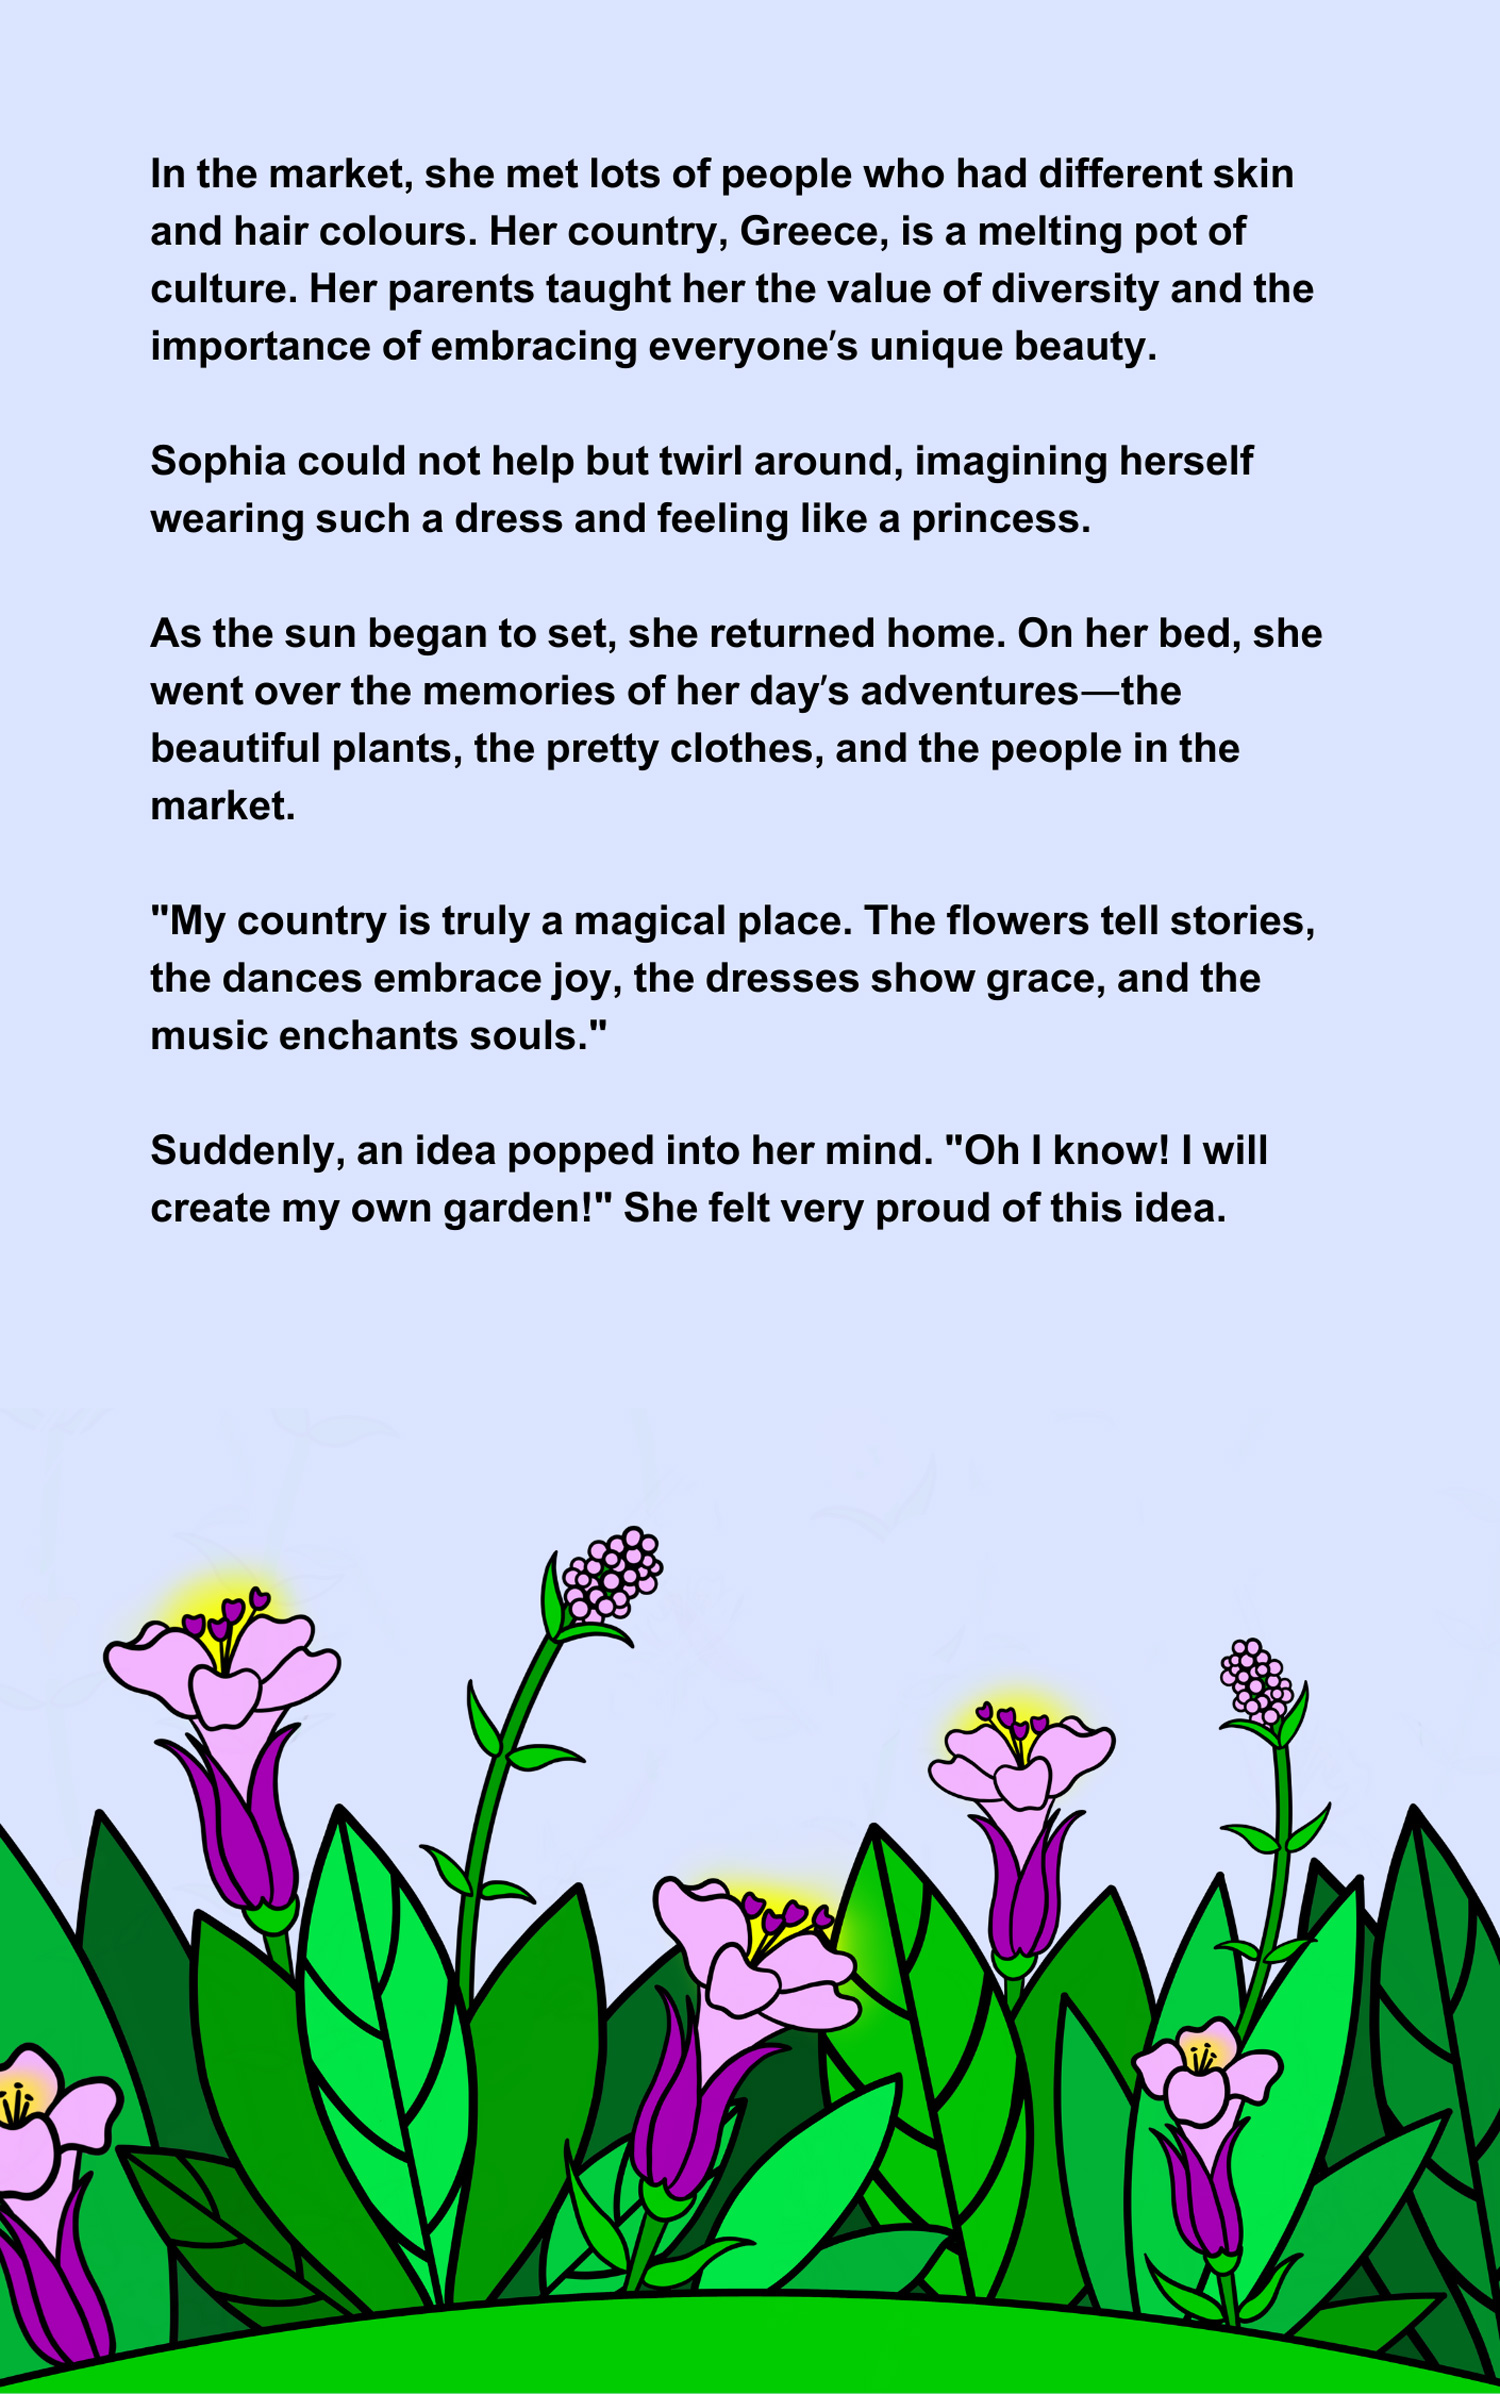 In the market, she met lots of people who had different skin
and hair colours. Her country, Greece, is a melting pot of
culture. Her parents taught her the value of diversity and the
importance of embracing everyone′s unique beauty.
Sophia could not help but twirl around, imagining herself
wearing such a dress and feeling like a princess.
As the sun began to set, she returned home. On her bed, she
went over the memories of her day′s adventures—the
beautiful plants, the pretty clothes, and the people in the
market.
"My country is truly a magical place. The flowers tell stories,
the dances embrace joy, the dresses show grace, and the
music enchants souls."
Suddenly, an idea popped into her mind. "Oh I know! I will
create my own garden!" She felt very proud of this idea.